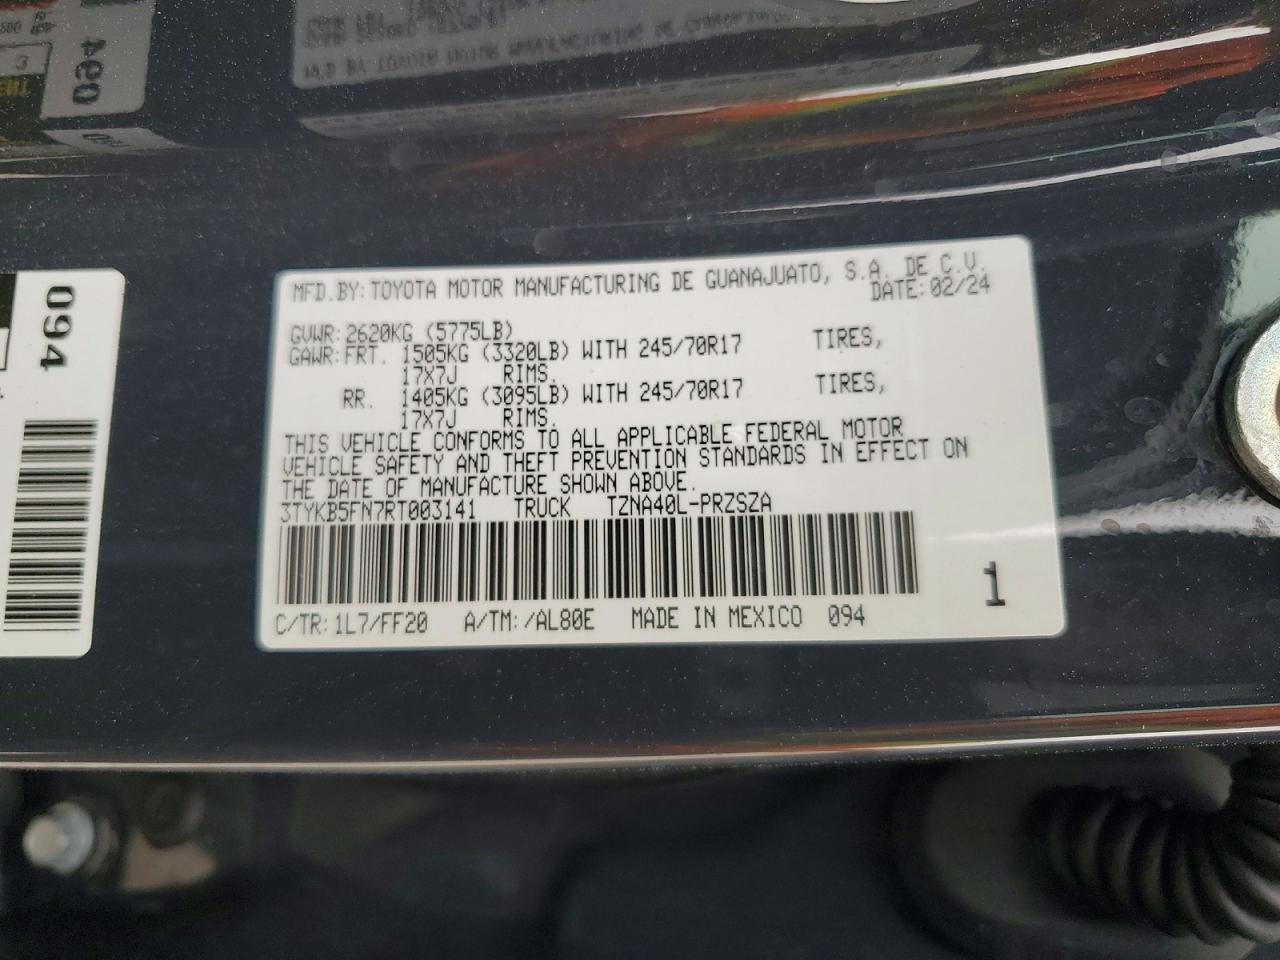 MFD.BY:TOYOTA MOTOR MANUFACTURING DE GUANAJUATO, S.A. DE C.V.
DATE:02/24
GVWR:2620KG (5775LB)
GAWR:FRT. 1505KG (3320LB) WITH 245/70R17 TIRES,
17X7J RIMS.
RR. 1405KG (3095LB) WITH 245/70R17 TIRES,
17X7J RIMS.
THIS VEHICLE CONFORMS TO ALL APPLICABLE FEDERAL MOTOR
VEHICLE SAFETY AND THEFT PREVENTION STANDARDS IN EFFECT ON
THE DATE OF MANUFACTURE SHOWN ABOVE.
3TYKB5FN7RT003141 TRUCK TZNA40L-PRZSZA
C/TR:1L7/FF20 A/TM:/AL80E MADE IN MEXICO 094
1
094